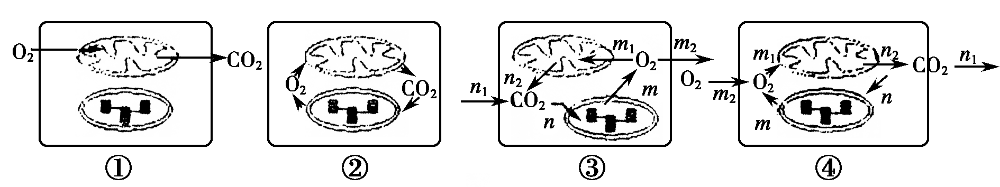 O₂ CO₂
①
O₂ CO₂
②
m₁ O₂ m₂
n₂ m
n₁ CO₂ n
③
m₁ n₂ CO₂ n₁
O₂ m₂ O₂ n
m
④